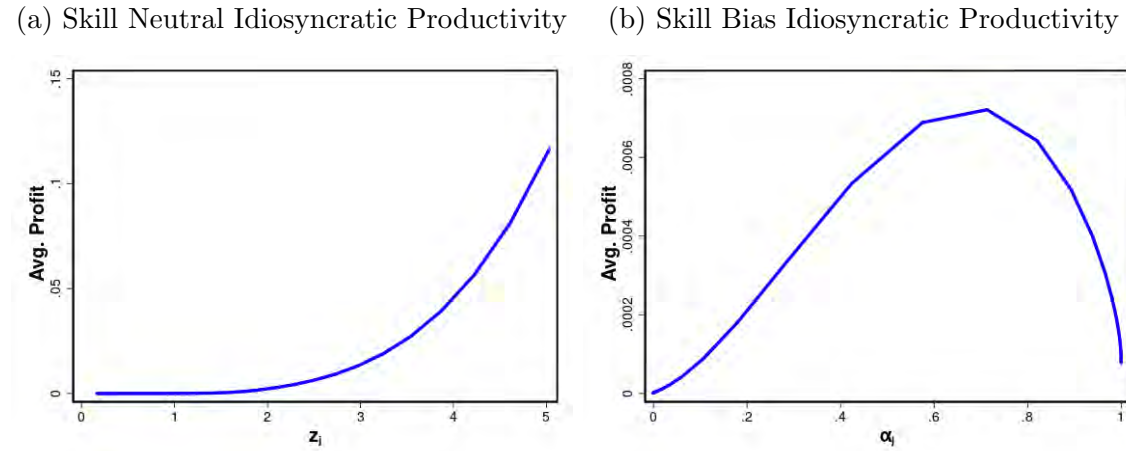 (a) Skill Neutral Idiosyncratic Productivity
(b) Skill Bias Idiosyncratic Productivity
Avg. Profit
.15
.1
.05
0
0 1 2 3 4 5
zⱼ
Avg. Profit
.0008
.0006
.0004
.0002
0
0 .2 .4 .6 .8 1
αⱼ